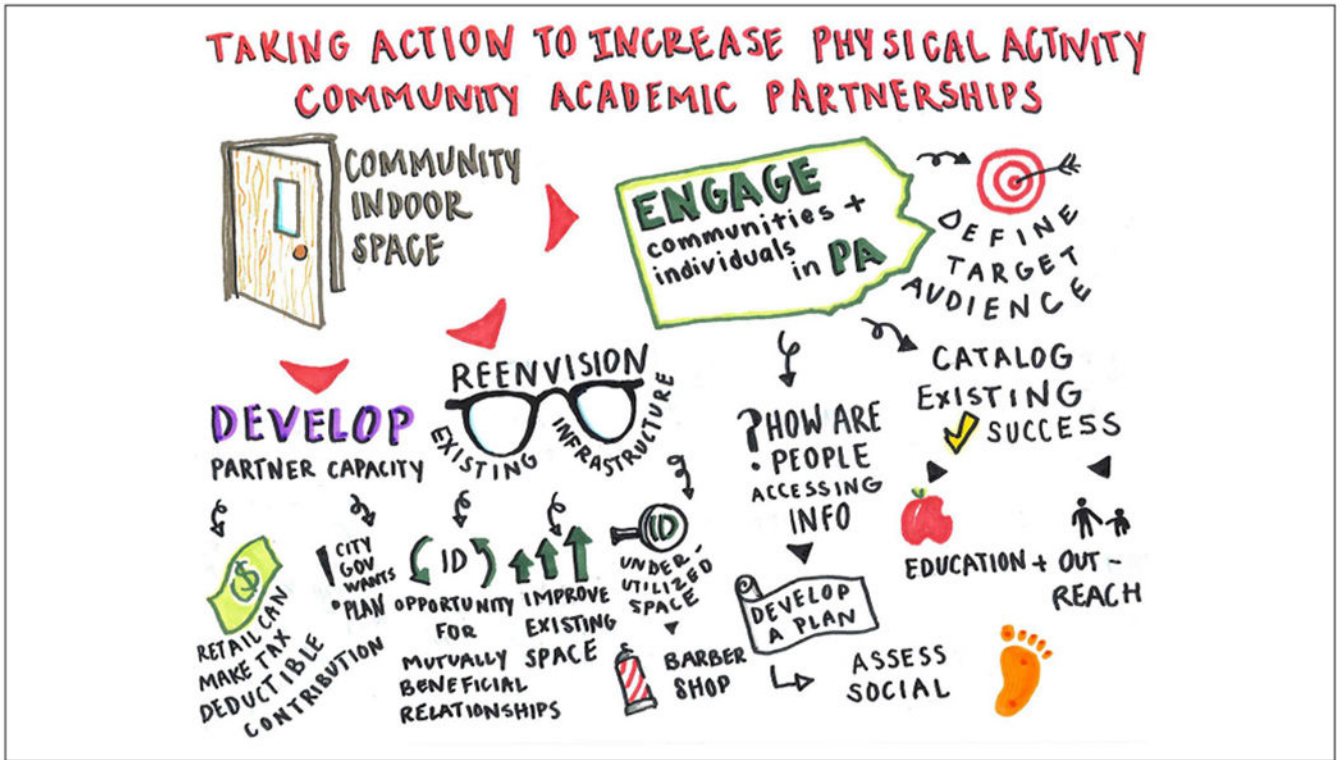 TAKING ACTION TO INCREASE PHYSICAL ACTIVITY
COMMUNITY ACADEMIC PARTNERSHIPS
COMMUNITY
INDOOR
SPACE
ENGAGE
communities +
individuals
in PA
DEFINE
TARGET
AUDIENCE
DEVELOP
PARTNER CAPACITY
$
RETAIL CAN
MAKE TAX
DEDUCTIBLE
CONTRIBUTION
! CITY
GOV
WANTS
PLAN
REENVISION
EXISTING
INFRASTRUCTURE
ID
OPPORTUNITY
FOR
MUTUALLY
BENEFICIAL
RELATIONSHIPS
IMPROVE
EXISTING
SPACE
ID
UNDER-
UTILIZED
SPACE
BARBER
SHOP
? HOW ARE
PEOPLE
ACCESSING
INFO
DEVELOP
A PLAN
ASSESS
SOCIAL
CATALOG
EXISTING
SUCCESS
EDUCATION + OUT-
REACH